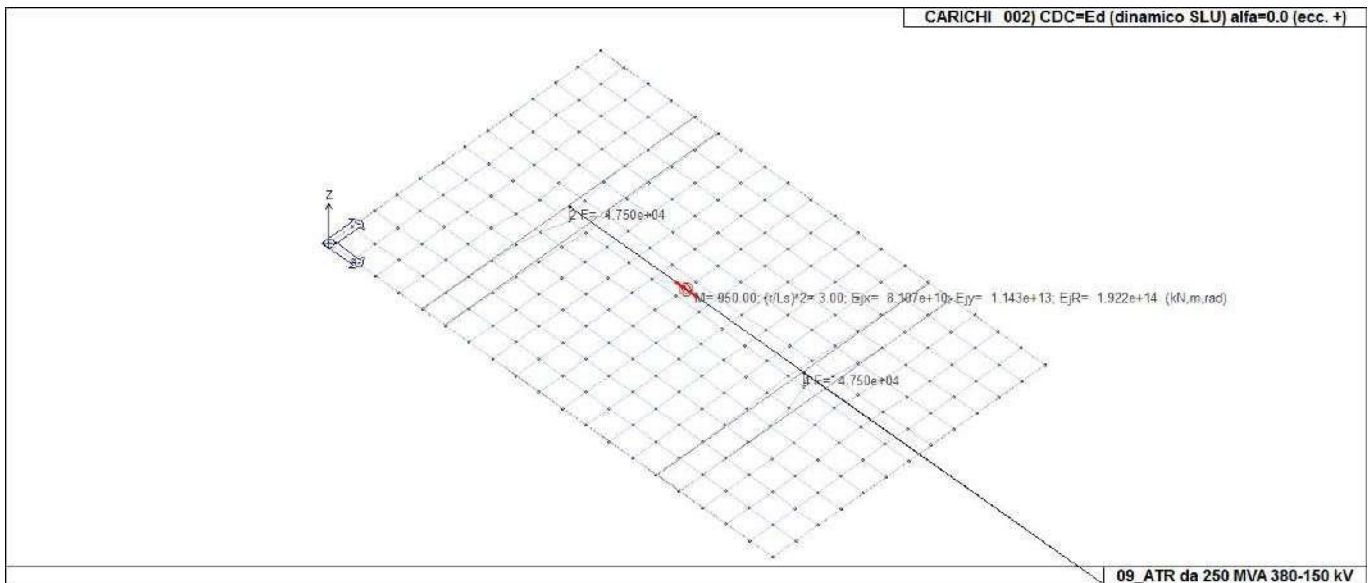 CARICHI 002) CDC=Ed (dinamico SLU) alfa=0.0 (ecc. +)
Z
2 F= 4.750e+04
M= 950.00; (r/Ls)^2= 3.00; Ejx= 8.107e+10; Ejy= 1.143e+13; EjR= 1.922e+14 (kN,m,rad)
4 F= 4.750e+04
09_ATR da 250 MVA 380-150 kV